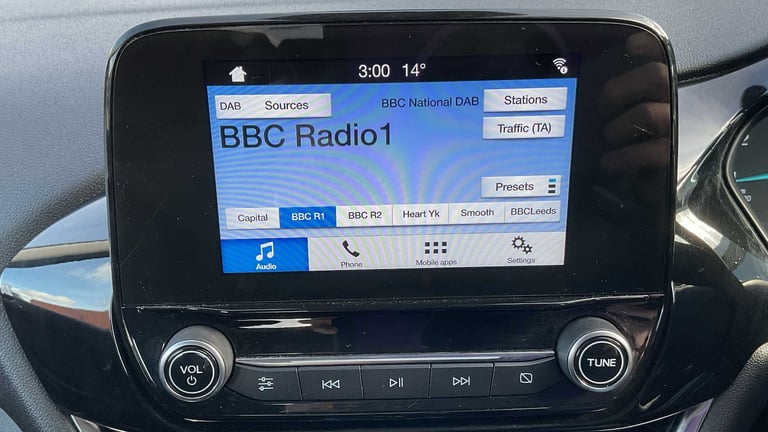 3:00 14°
DAB Sources
BBC National DAB
Stations
BBC Radio1
Traffic (TA)
Presets
Capital BBC R1 BBC R2 Heart Yk Smooth BBCLeeds
Audio Phone Mobile apps Settings
VOL
TUNE